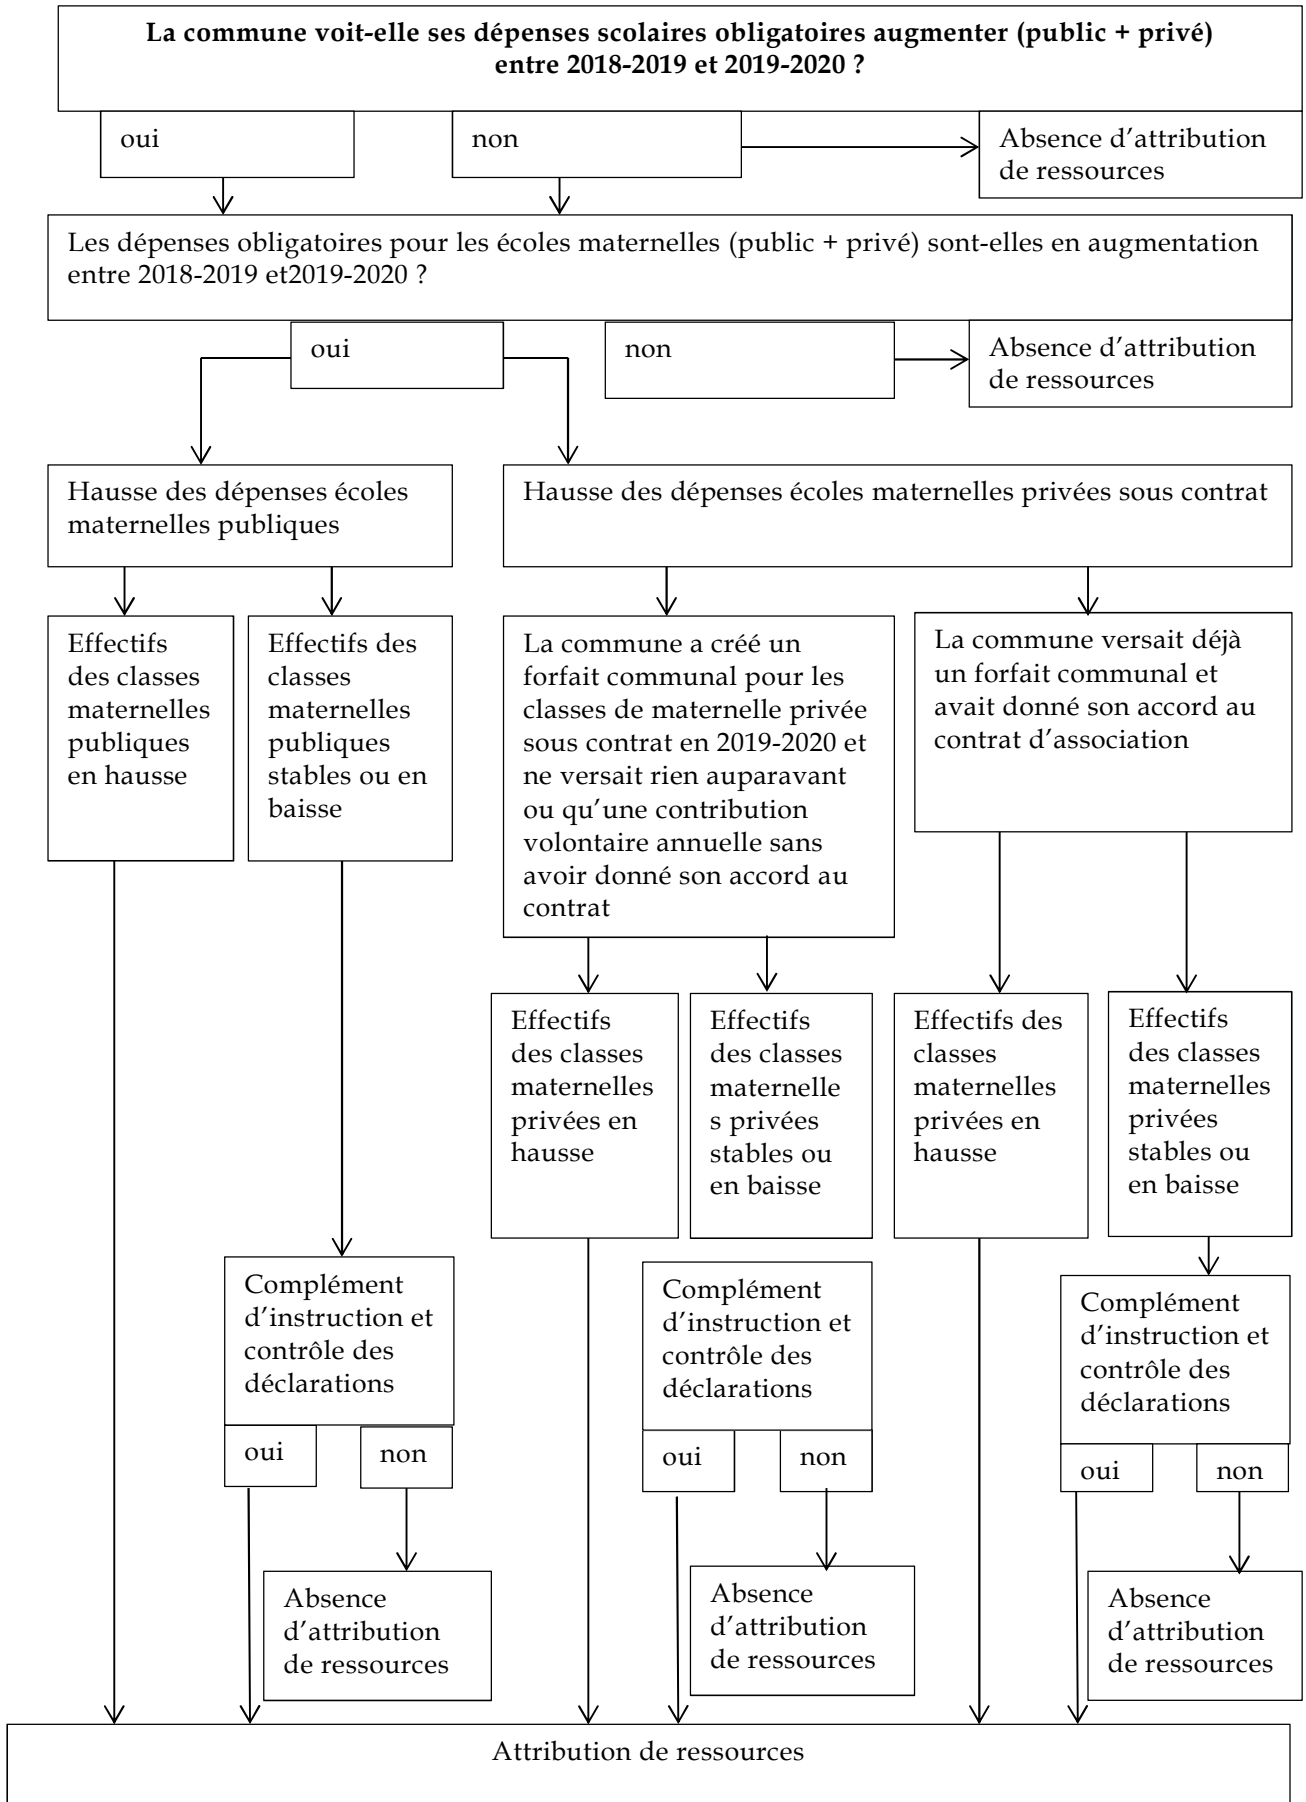 La commune voit-elle ses dépenses scolaires obligatoires augmenter (public + privé)
entre 2018-2019 et 2019-2020 ?
oui
non
Absence d’attribution
de ressources
Les dépenses obligatoires pour les écoles maternelles (public + privé) sont-elles en augmentation
entre 2018-2019 et2019-2020 ?
oui
non
Absence d’attribution
de ressources
Hausse des dépenses écoles
maternelles publiques
Hausse des dépenses écoles maternelles privées sous contrat
Effectifs
des classes
maternelles
publiques
en hausse
Effectifs des
classes
maternelles
publiques
stables ou en
baisse
La commune a créé un
forfait communal pour les
classes de maternelle privée
sous contrat en 2019-2020 et
ne versait rien auparavant
ou qu’une contribution
volontaire annuelle sans
avoir donné son accord au
contrat
La commune versait déjà
un forfait communal et
avait donné son accord au
contrat d’association
Effectifs
des classes
maternelles
privées en
hausse
Effectifs
des classes
maternelle
s privées
stables ou
en baisse
Effectifs des
classes
maternelles
privées en
hausse
Effectifs
des classes
maternelles
privées
stables ou
en baisse
Complément
d’instruction et
contrôle des
déclarations
oui
non
Complément
d’instruction et
contrôle des
déclarations
oui
non
Complément
d’instruction et
contrôle des
déclarations
oui
non
Absence
d’attribution
de ressources
Absence
d’attribution
de ressources
Absence
d’attribution
de ressources
Attribution de ressources